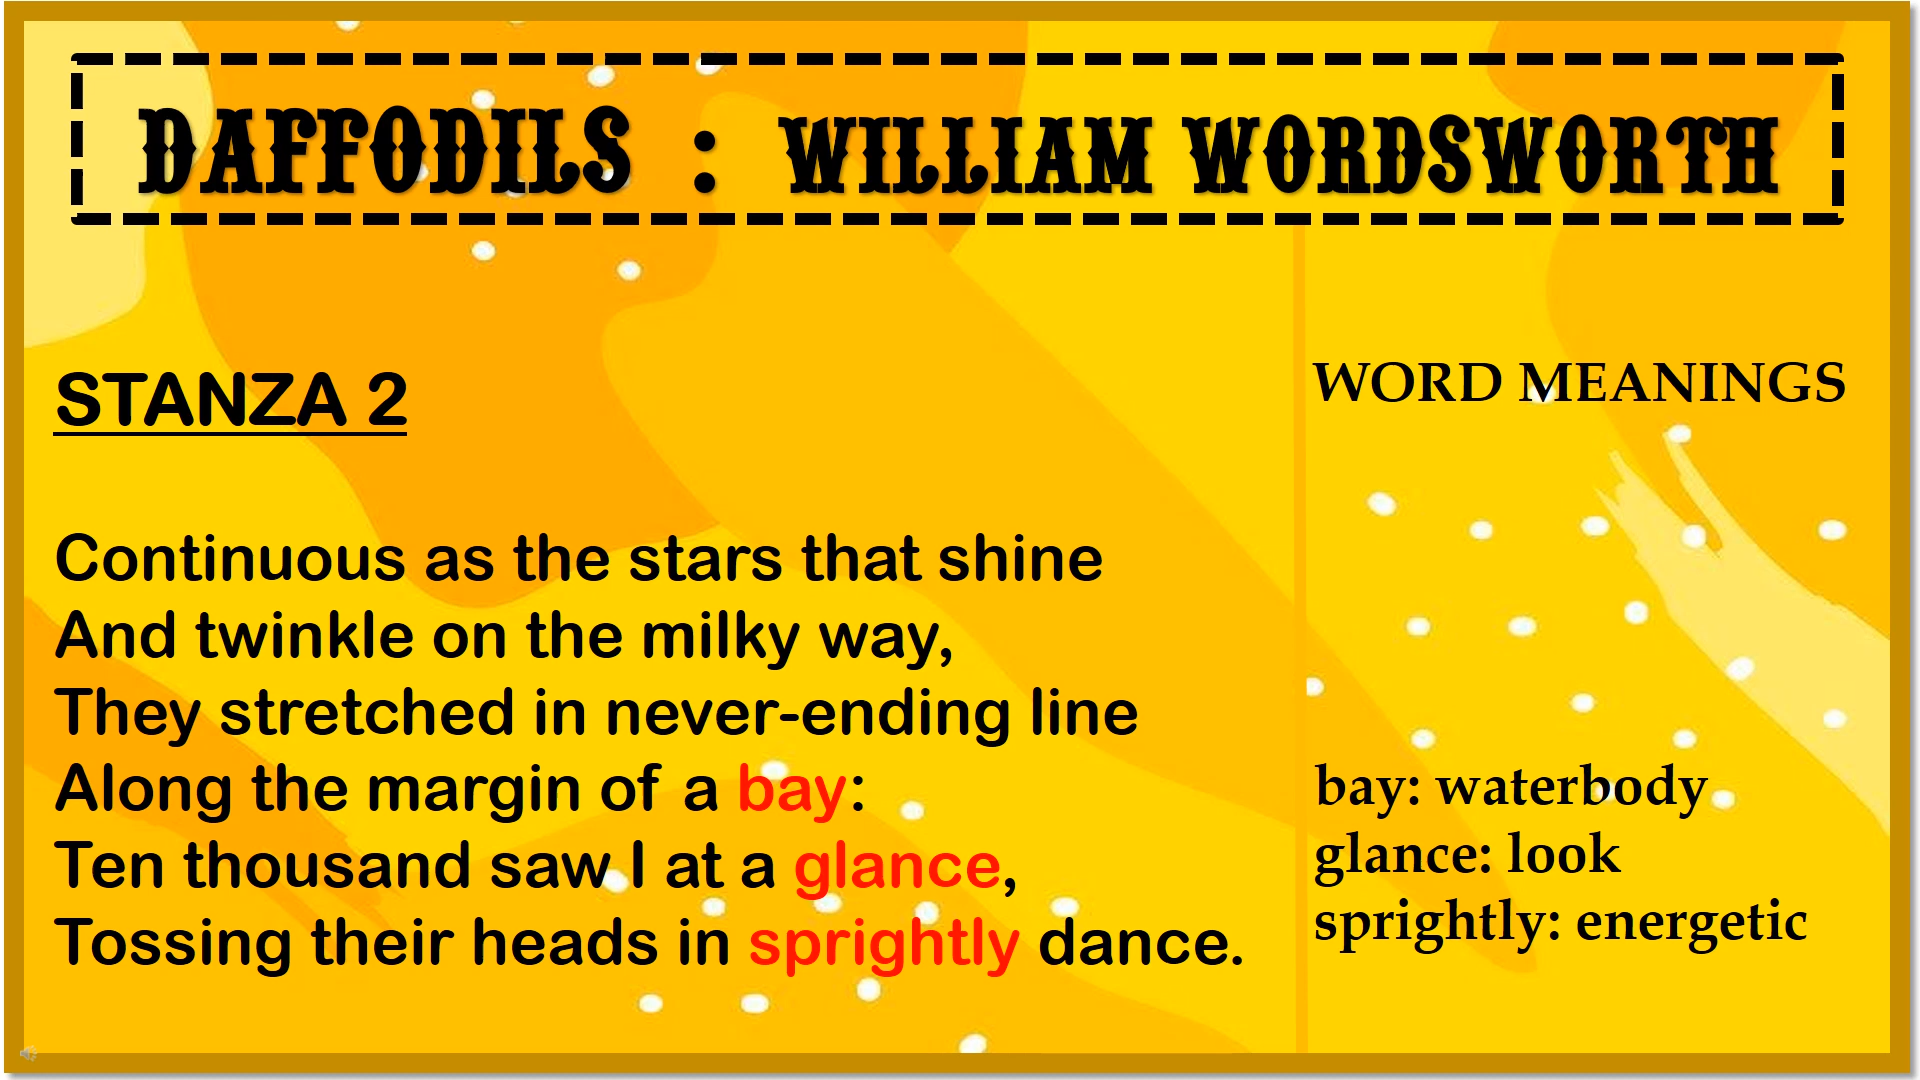 DAFFODILS : WILLIAM WORDSWORTH
STANZA 2
Continuous as the stars that shine
And twinkle on the milky way,
They stretched in never-ending line
Along the margin of a bay:
Ten thousand saw I at a glance,
Tossing their heads in sprightly dance.
WORD MEANINGS
bay: waterbody
glance: look
sprightly: energetic